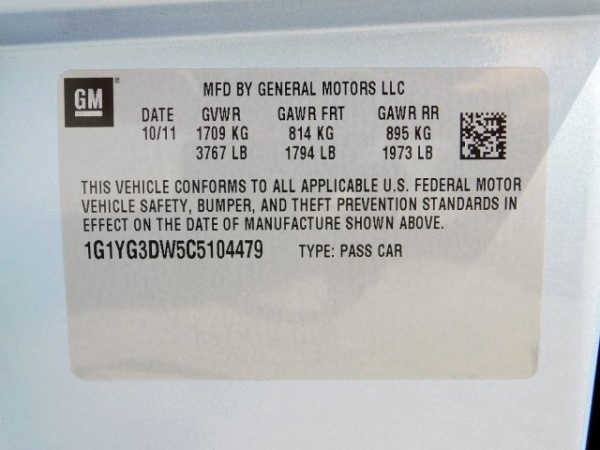 GM
MFD BY GENERAL MOTORS LLC
DATE GVWR GAWR FRT GAWR RR
10/11 1709 KG 814 KG 895 KG
3767 LB 1794 LB 1973 LB
THIS VEHICLE CONFORMS TO ALL APPLICABLE U.S. FEDERAL MOTOR
VEHICLE SAFETY, BUMPER, AND THEFT PREVENTION STANDARDS IN
EFFECT ON THE DATE OF MANUFACTURE SHOWN ABOVE.
1G1YG3DW5C5104479 TYPE: PASS CAR